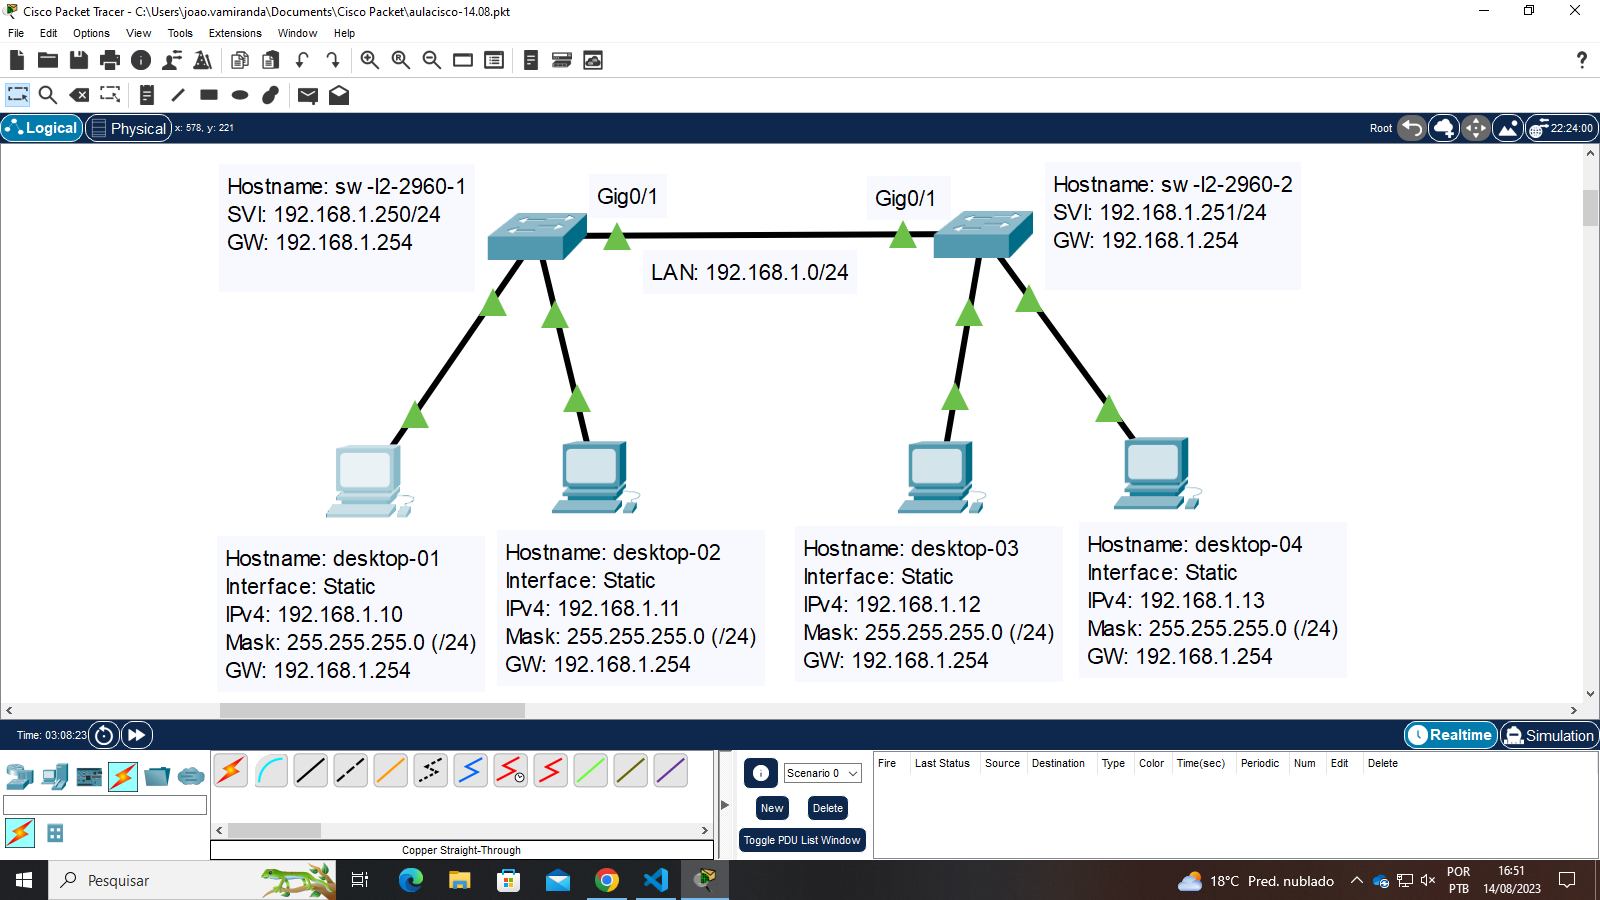 Cisco Packet Tracer - C:\Users\joao.vamiranda\Documents\Cisco Packet\aulacisco-14.08.pkt
File Edit Options View Tools Extensions Window Help
Logical Physical x: 578, y: 221 Root 22:24:00
Hostname: sw-l2-2960-1
SVI: 192.168.1.250/24
GW: 192.168.1.254
Gig0/1
Gig0/1
Hostname: sw-l2-2960-2
SVI: 192.168.1.251/24
GW: 192.168.1.254
LAN: 192.168.1.0/24
Hostname: desktop-01
Interface: Static
IPv4: 192.168.1.10
Mask: 255.255.255.0 (/24)
GW: 192.168.1.254
Hostname: desktop-02
Interface: Static
IPv4: 192.168.1.11
Mask: 255.255.255.0 (/24)
GW: 192.168.1.254
Hostname: desktop-03
Interface: Static
IPv4: 192.168.1.12
Mask: 255.255.255.0 (/24)
GW: 192.168.1.254
Hostname: desktop-04
Interface: Static
IPv4: 192.168.1.13
Mask: 255.255.255.0 (/24)
GW: 192.168.1.254
Time: 03:08:23 Realtime Simulation
Scenario 0
New Delete
Toggle PDU List Window
Fire Last Status Source Destination Type Color Time(sec) Periodic Num Edit Delete
Copper Straight-Through
Pesquisar
18°C Pred. nublado
POR
PTB
16:51
14/08/2023